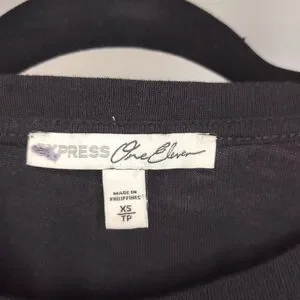 EXPRESS One Eleven
MADE IN
PHILIPPINES
XS
TP